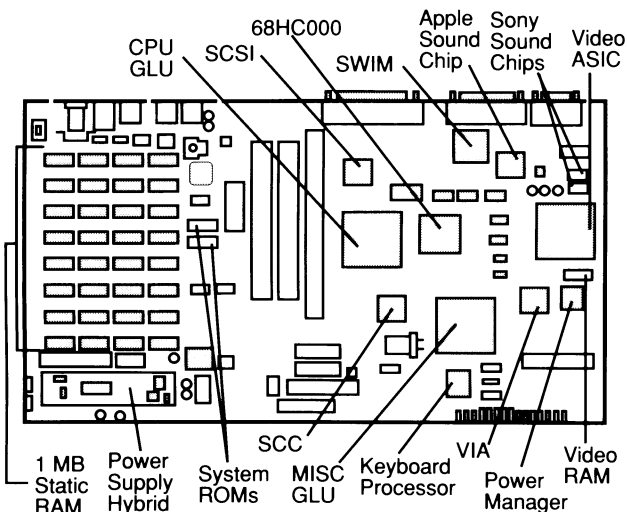 CPU
GLU
SCSI
68HC000
SWIM
Apple
Sound
Chip
Sony
Sound
Chips
Video
ASIC
1 MB
Static
RAM
Power
Supply
Hybrid
System
ROMs
SCC
MISC
GLU
Keyboard
Processor
VIA
Power
Manager
Video
RAM